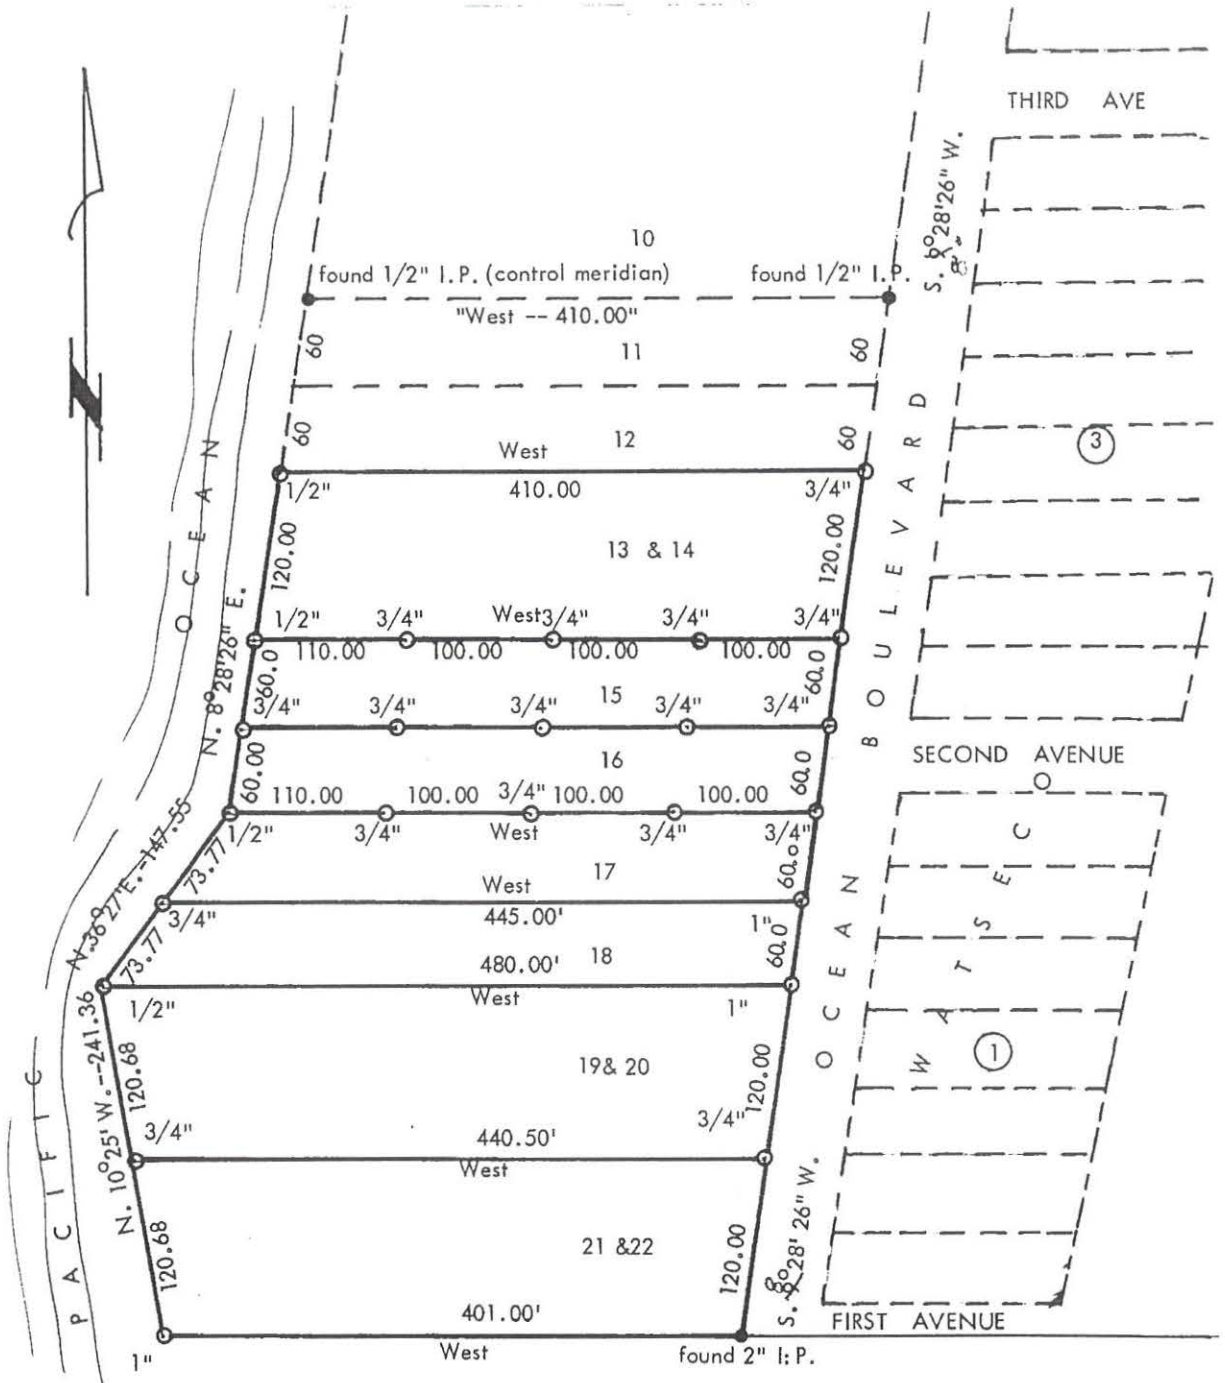 THIRD AVE
S. 8°28'26" W.
10
found 1/2" I.P. (control meridian)
found 1/2" I.P.
"West -- 410.00"
60
11
60
60
West
12
60
1/2"
410.00
3/4"
3
120.00
13 & 14
120.00
1/2"
3/4"
West
3/4"
3/4"
3/4"
110.00
100.00
100.00
100.00
N. 8°28'26" E.
60.0
15
60.0
3/4"
3/4"
3/4"
3/4"
3/4"
SECOND AVENUE
60.00
16
60.0
110.00
100.00
3/4"
100.00
100.00
1/2"
3/4"
West
3/4"
3/4"
N.36°27'E.-147.55
73.77
17
60.0
West
3/4"
445.00'
1"
73.77
18
60.0
480.00'
1/2"
West
1"
N. 10°25' W.--241.36
120.68
19& 20
120.00
1
3/4"
440.50'
3/4"
West
120.68
21 &22
120.00
S. 8°28' 26" W.
401.00'
FIRST AVENUE
1"
West
found 2" I:P.
PACIFIC OCEAN
OCEAN BOULEVARD
WATSECO
N